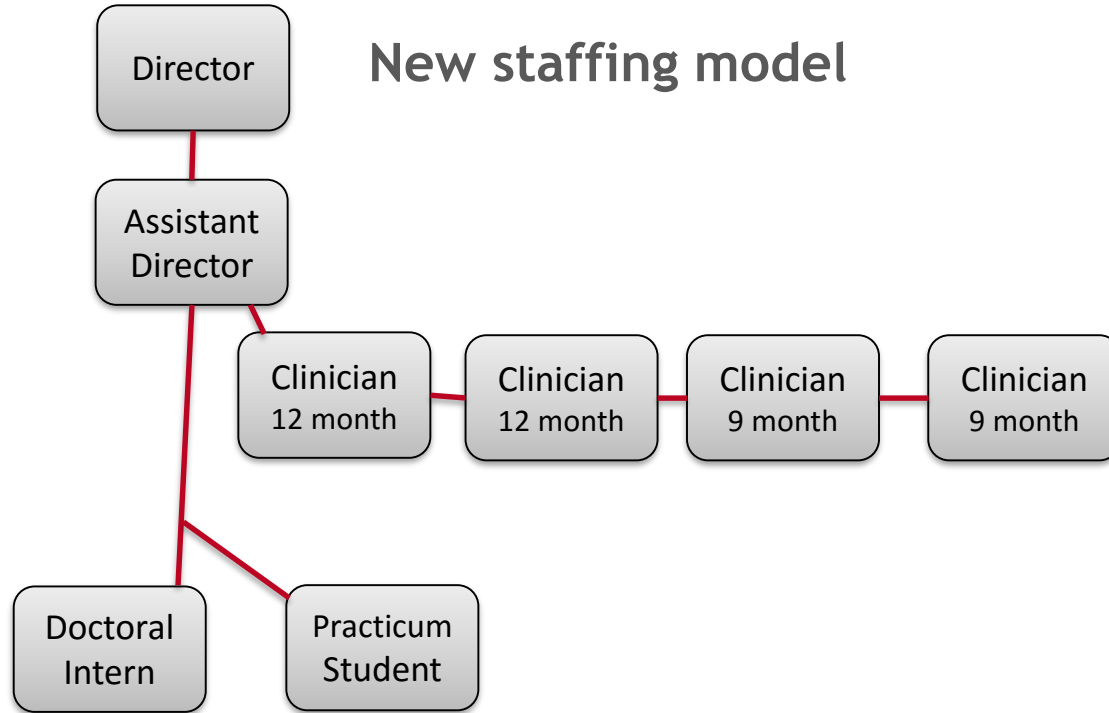 New staffing model
Director
Assistant
Director
Clinician
12 month
Clinician
12 month
Clinician
9 month
Clinician
9 month
Doctoral
Intern
Practicum
Student